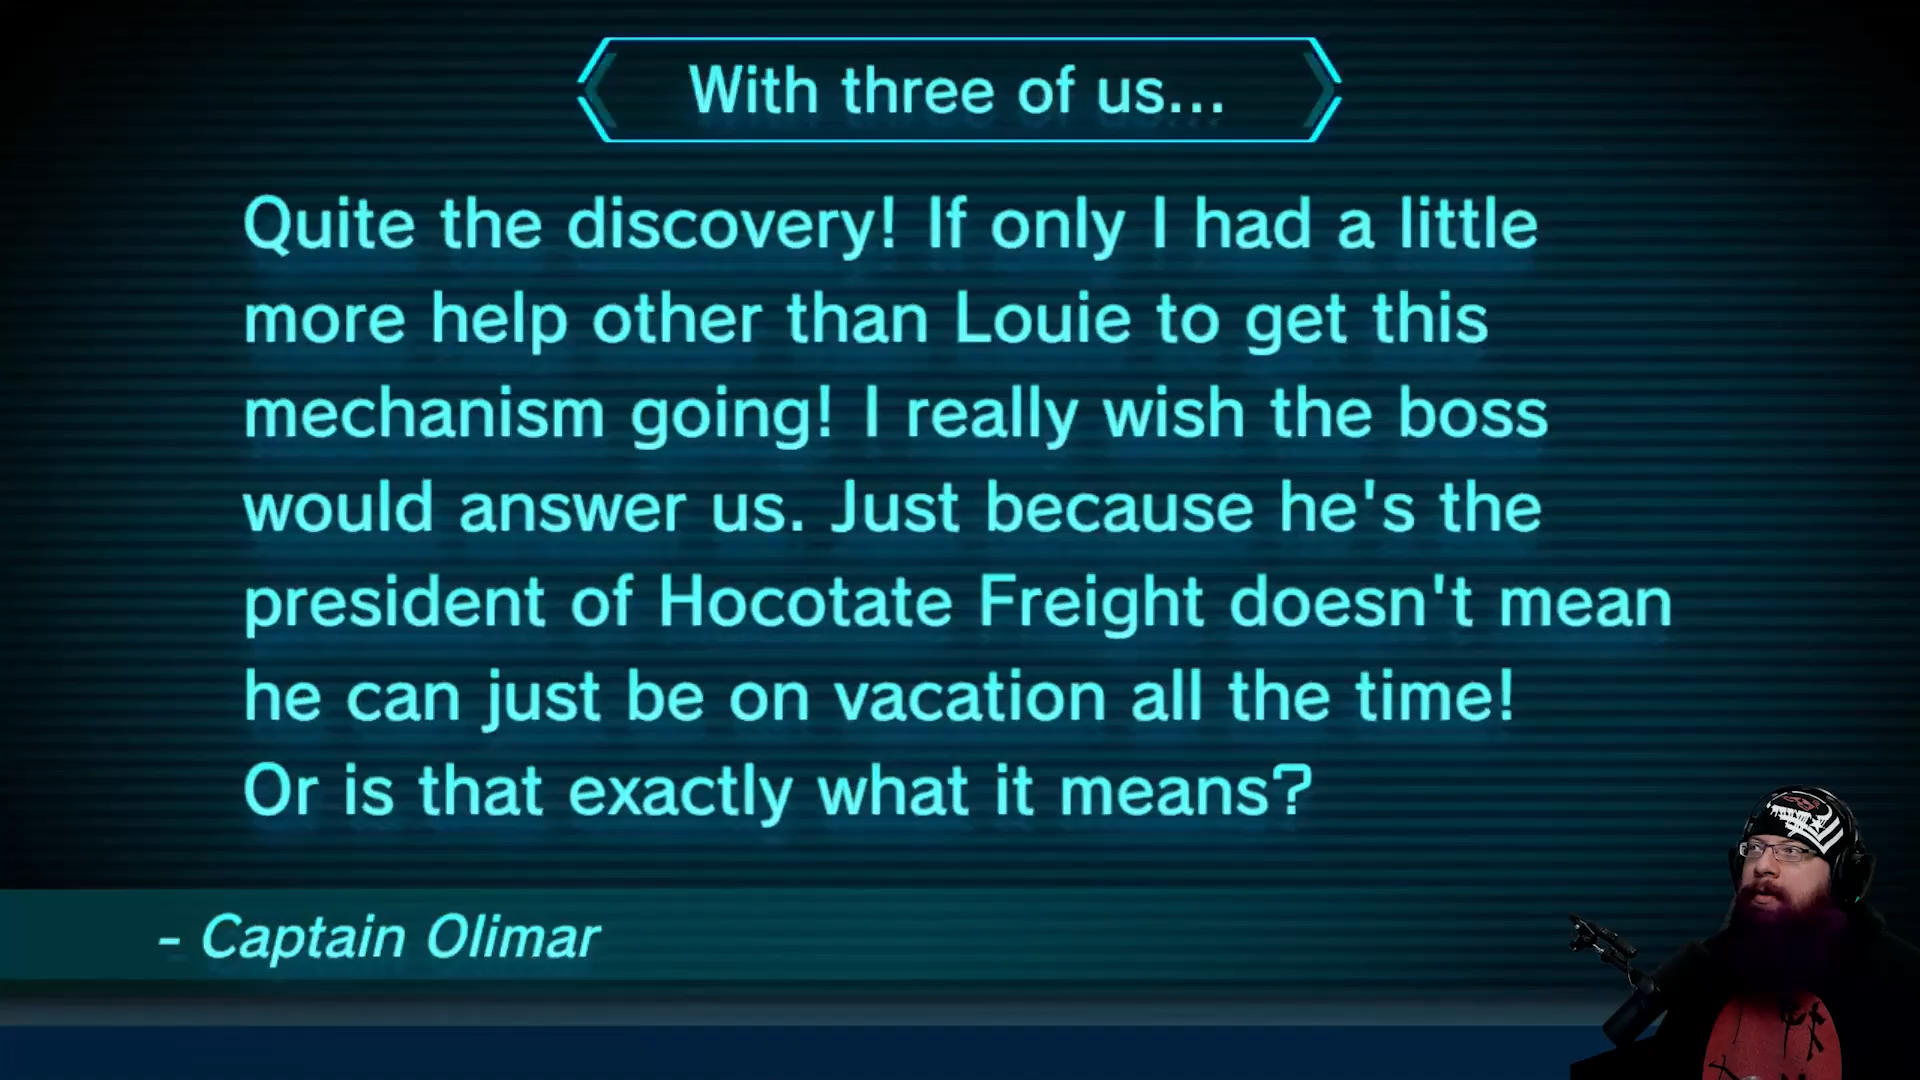 With three of us...
Quite the discovery! If only I had a little
more help other than Louie to get this
mechanism going! I really wish the boss
would answer us. Just because he's the
president of Hocotate Freight doesn't mean
he can just be on vacation all the time!
Or is that exactly what it means?
- Captain Olimar